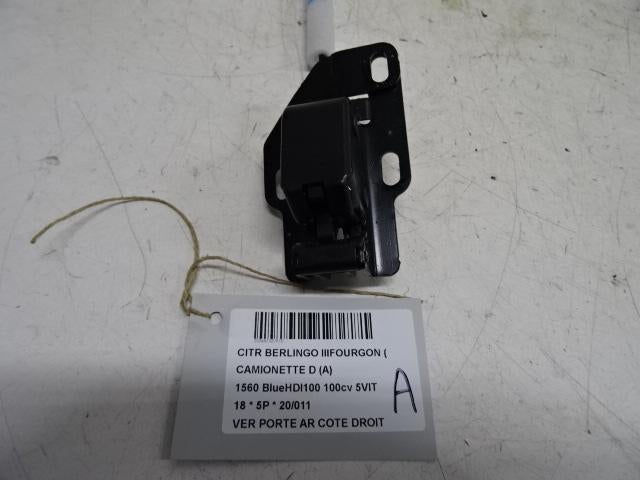 CITR BERLINGO IIIFOURGON (
CAMIONETTE D (A)
1560 BlueHDI100 100cv 5VIT
18 * 5P * 20/011
VER PORTE AR COTE DROIT
A